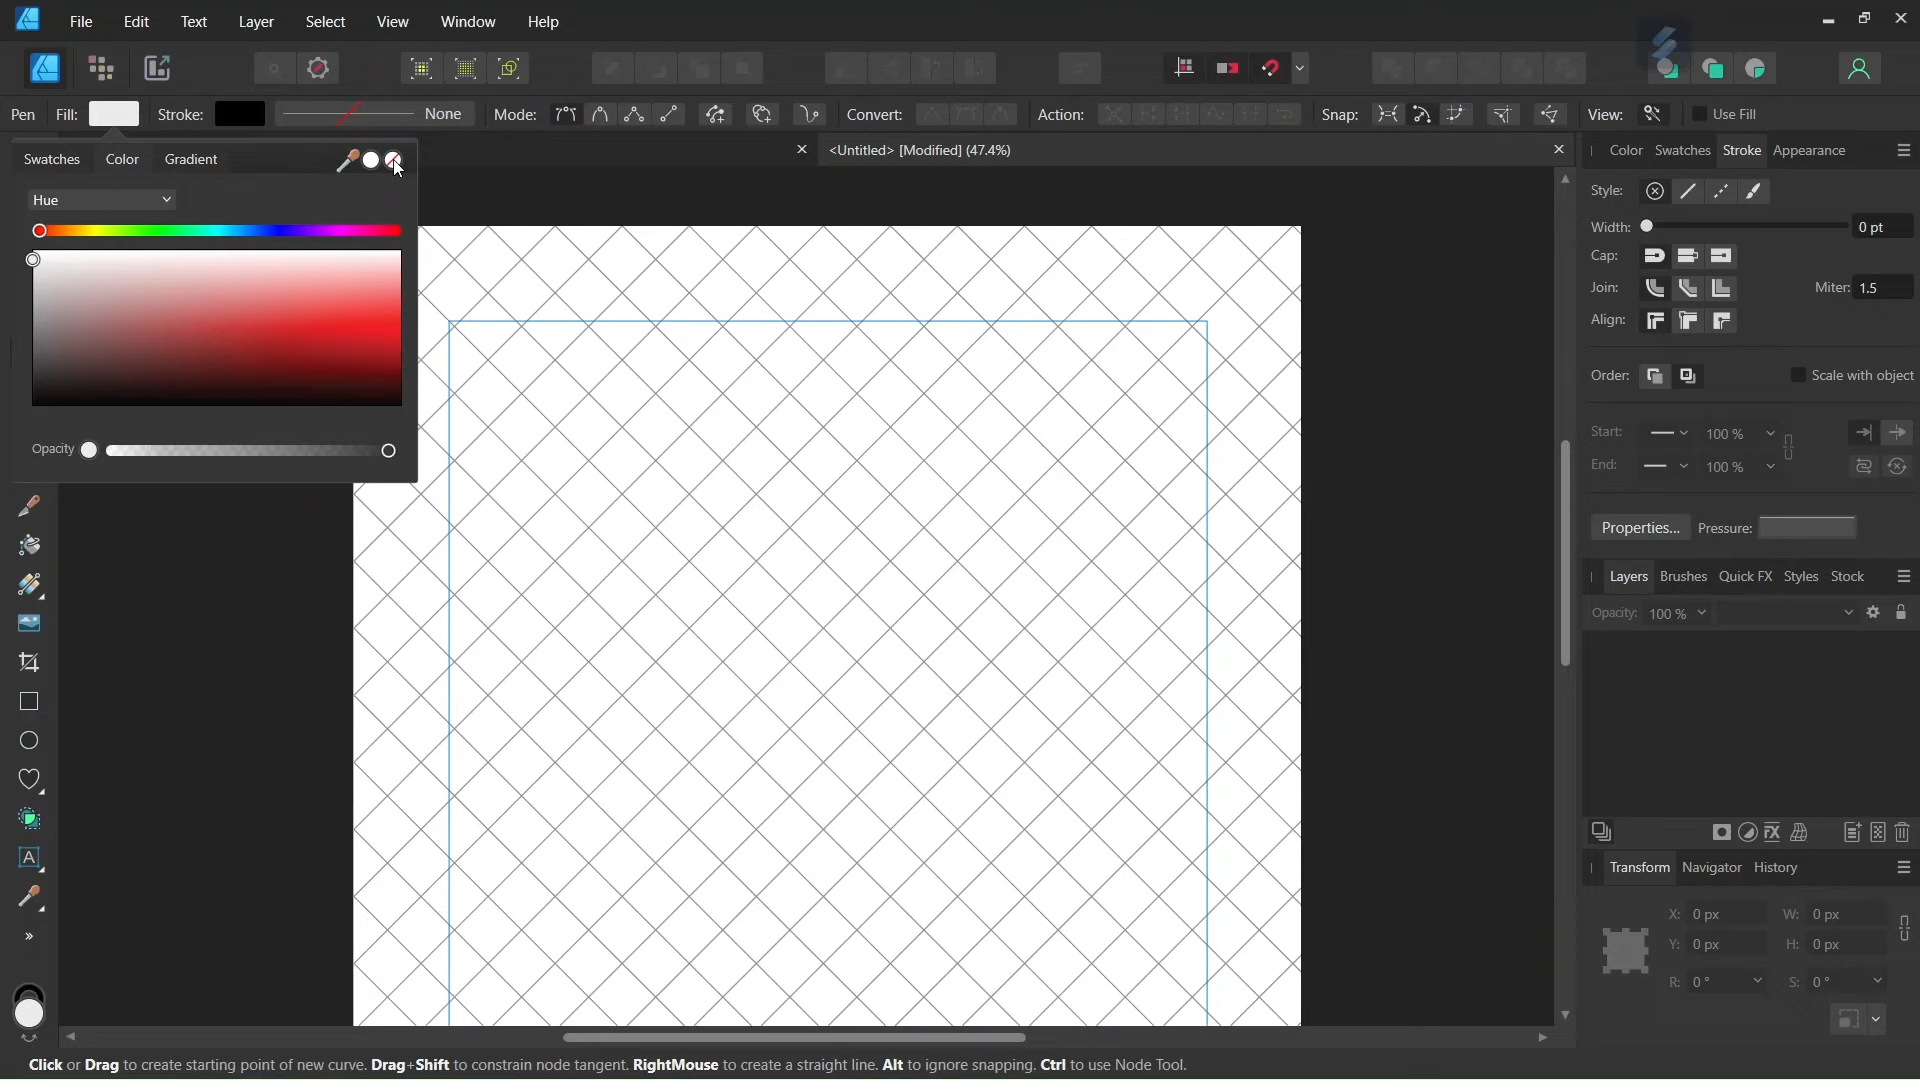 File Edit Text Layer Select View Window Help
Pen Fill: Stroke: None Mode: Convert: Action: Snap: View: Use Fill
<Untitled> [Modified] (47.4%)
Swatches Color Gradient
Hue
Opacity
Color Swatches Stroke Appearance
Style:
Width: 0 pt
Cap:
Join: Miter: 1.5
Align:
Order: Scale with object
Start: 100 %
End: 100 %
Properties... Pressure:
Layers Brushes Quick FX Styles Stock
Opacity: 100 %
Transform Navigator History
X: 0 px W: 0 px
Y: 0 px H: 0 px
R: 0 ° S: 0 °
Click or Drag to create starting point of new curve. Drag+Shift to constrain node tangent. RightMouse to create a straight line. Alt to ignore snapping. Ctrl to use Node Tool.